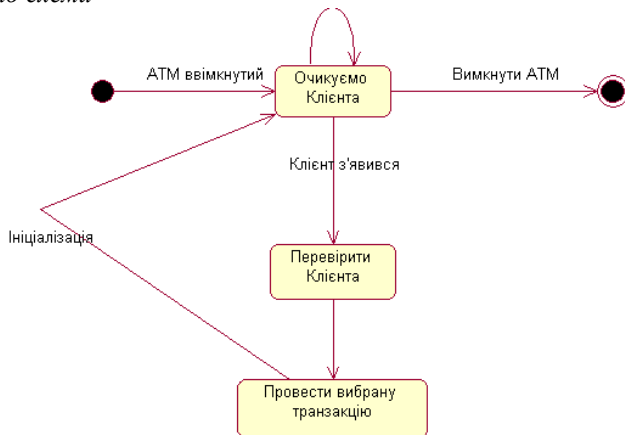 АТМ ввімкнутий
Очикуємо
Клієнта
Вимкнути АТМ
Клієнт з'явився
Ініціалізація
Перевірити
Клієнта
Провести вибрану
транзакцію